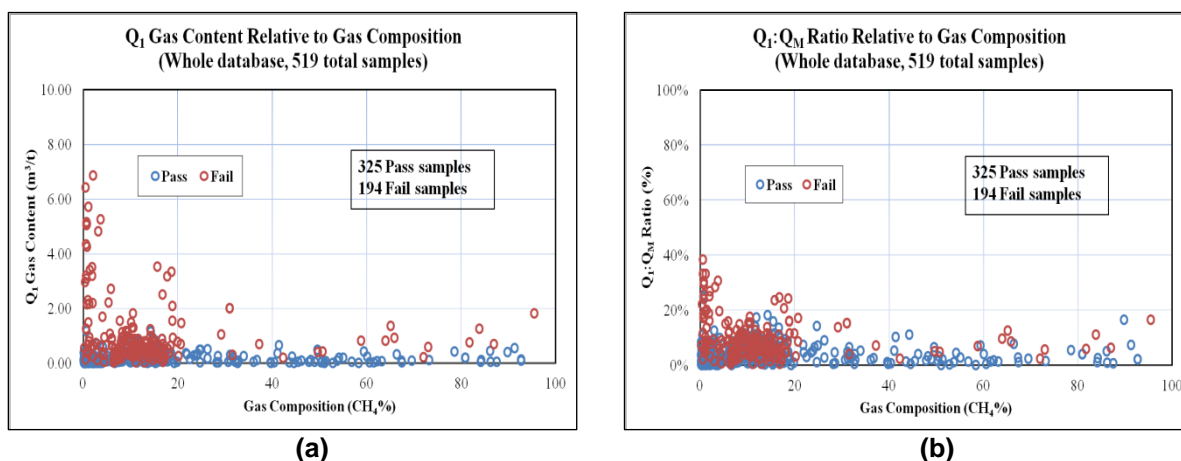 Q₁ Gas Content Relative to Gas Composition
(Whole database, 519 total samples)
10.00
8.00
6.00
4.00
2.00
0.00
Q₁ Gas Content (m³/t)
Pass Fail
325 Pass samples
194 Fail samples
0 20 40 60 80 100
Gas Composition (CH₄%)
(a)
Q₁:Q_M Ratio Relative to Gas Composition
(Whole database, 519 total samples)
100%
80%
60%
40%
20%
0%
Q₁:Q_M Ratio (%)
Pass Fail
325 Pass samples
194 Fail samples
0 20 40 60 80 100
Gas Composition (CH₄%)
(b)